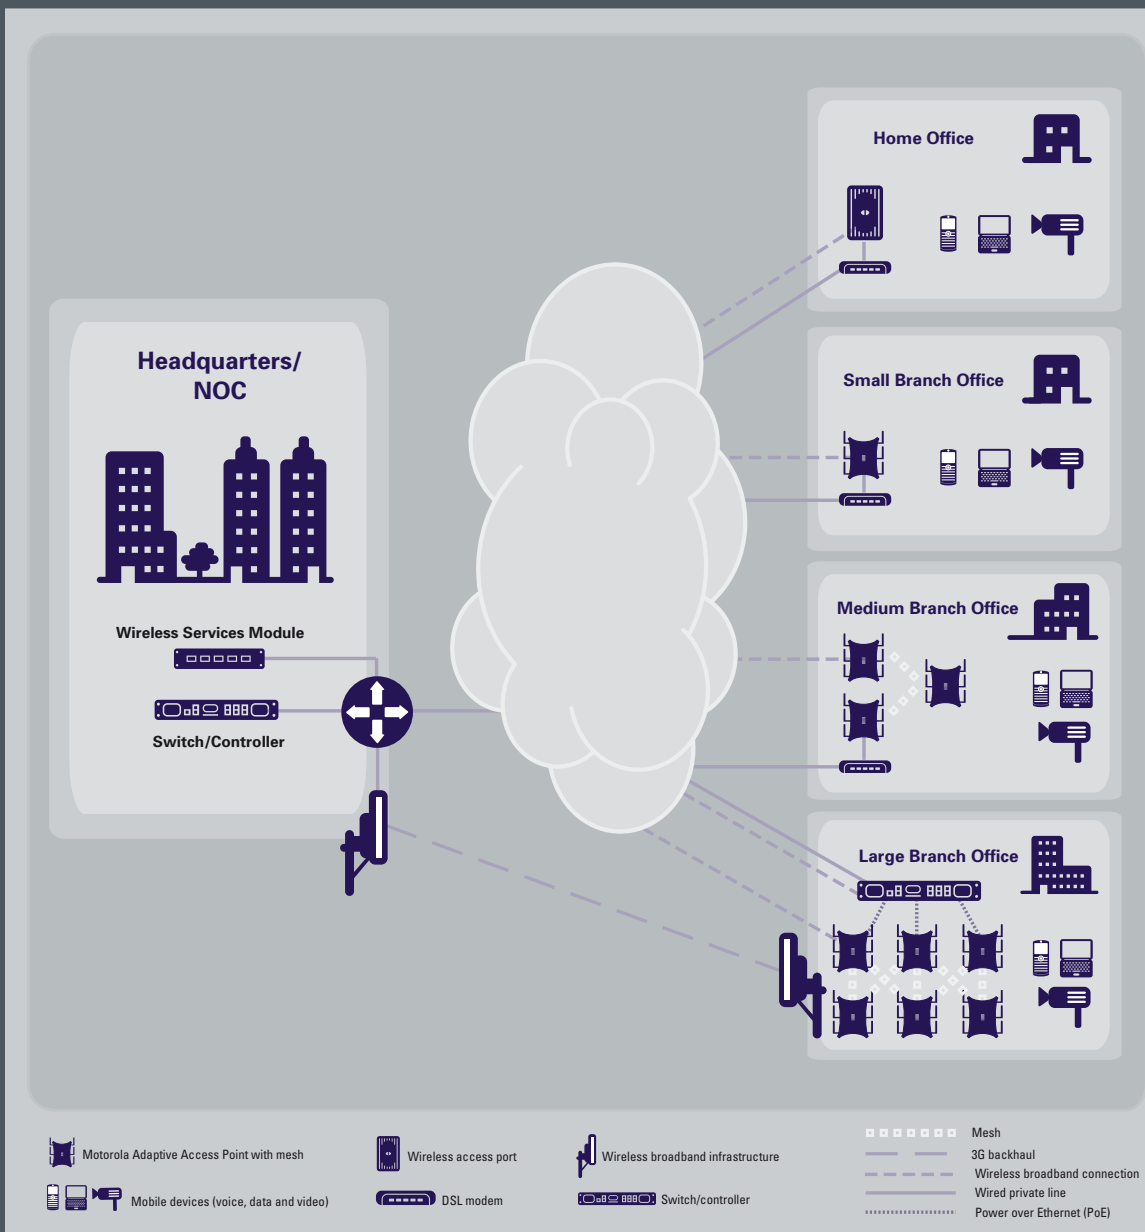 Headquarters/
NOC
Wireless Services Module
Switch/Controller
Home Office
Small Branch Office
Medium Branch Office
Large Branch Office
Motorola Adaptive Access Point with mesh
Mobile devices (voice, data and video)
Wireless access port
DSL modem
Wireless broadband infrastructure
Switch/controller
Mesh
3G backhaul
Wireless broadband connection
Wired private line
Power over Ethernet (PoE)